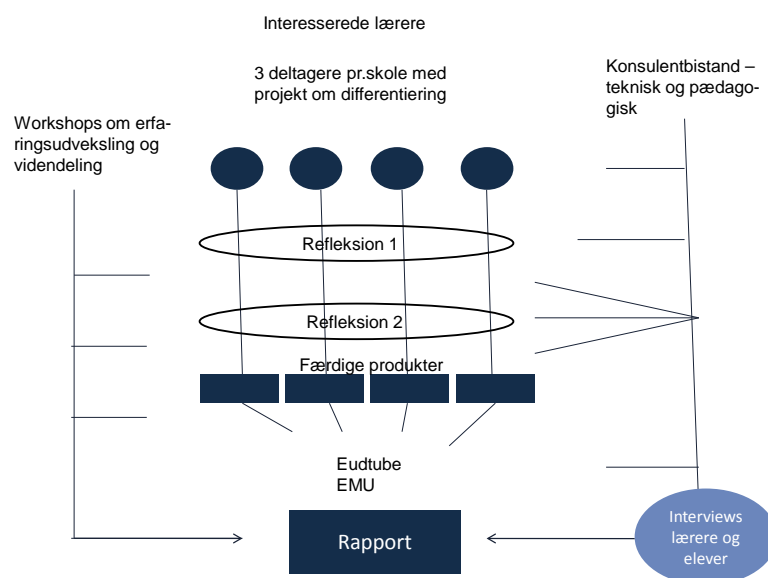 Interesserede lærere
3 deltagere pr.skole med
projekt om differentiering
Konsulentbistand –
teknisk og pædago-
gisk
Workshops om erfa-
ringsudveksling og
videndeling
Refleksion 1
Refleksion 2
Færdige produkter
Eudtube
EMU
Rapport
Interviews
lærere og
elever